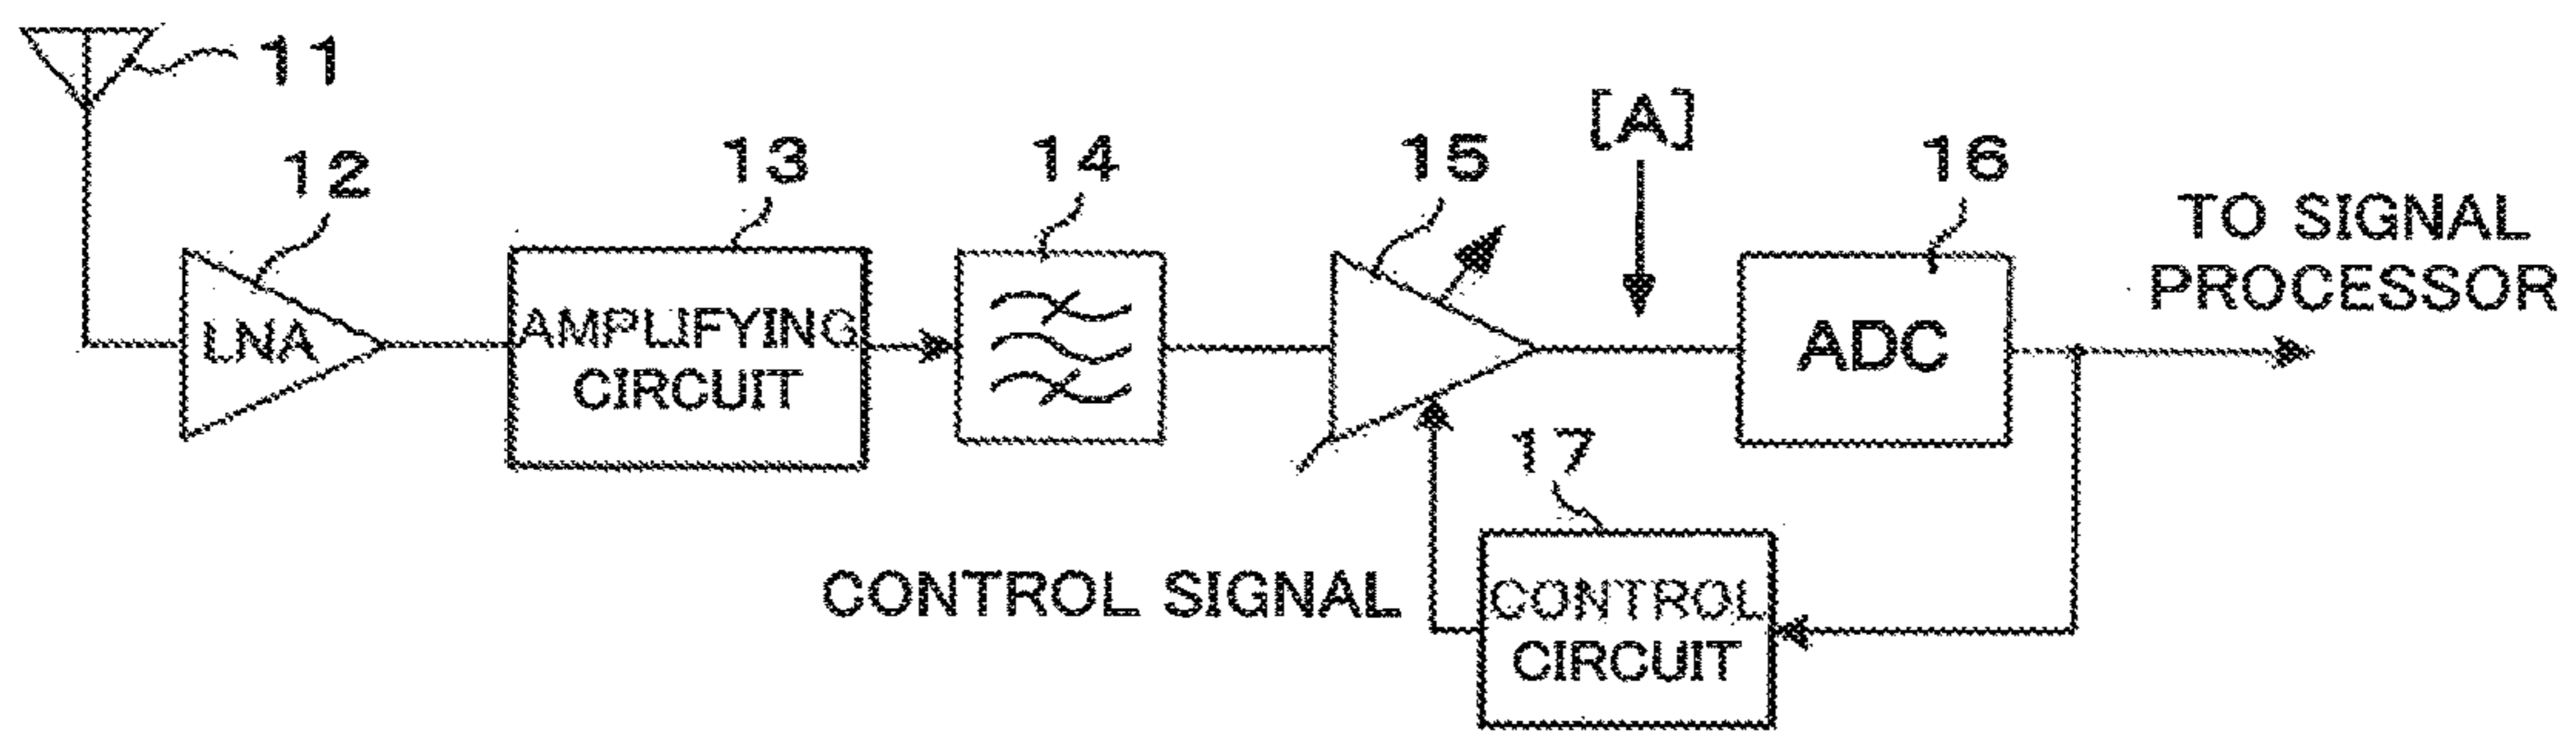 11
12
13
14
15
[A]
16
TO SIGNAL
PROCESSOR
LNA
AMPLIFYING
CIRCUIT
ADC
17
CONTROL SIGNAL
CONTROL
CIRCUIT